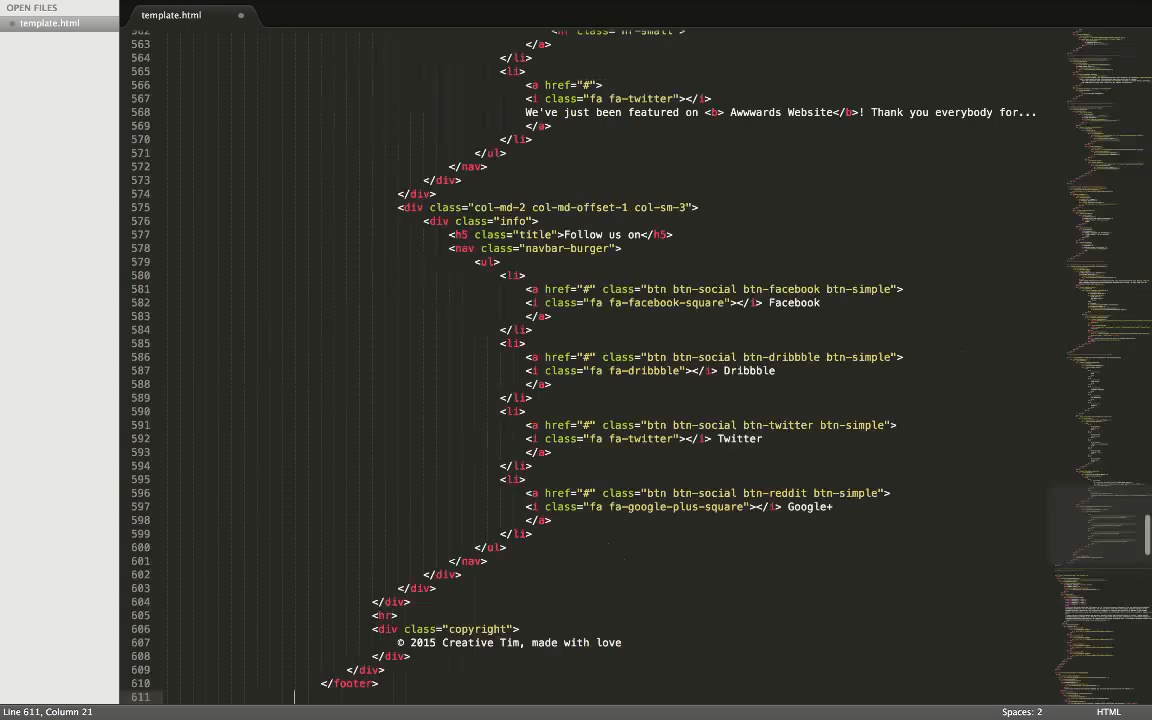 OPEN FILES
template.html
template.html
562 <hr class="hr-small">
563 </a>
564 </li>
565 <li>
566 <a href="#">
567 <i class="fa fa-twitter"></i>
568 We've just been featured on <b> Awwwards Website</b>! Thank you everybody for...
569 </a>
570 </li>
571 </ul>
572 </nav>
573 </div>
574 </div>
575 <div class="col-md-2 col-md-offset-1 col-sm-3">
576 <div class="info">
577 <h5 class="title">Follow us on</h5>
578 <nav class="navbar-burger">
579 <ul>
580 <li>
581 <a href="#" class="btn btn-social btn-facebook btn-simple">
582 <i class="fa fa-facebook-square"></i> Facebook
583 </a>
584 </li>
585 <li>
586 <a href="#" class="btn btn-social btn-dribbble btn-simple">
587 <i class="fa fa-dribbble"></i> Dribbble
588 </a>
589 </li>
590 <li>
591 <a href="#" class="btn btn-social btn-twitter btn-simple">
592 <i class="fa fa-twitter"></i> Twitter
593 </a>
594 </li>
595 <li>
596 <a href="#" class="btn btn-social btn-reddit btn-simple">
597 <i class="fa fa-google-plus-square"></i> Google+
598 </a>
599 </li>
600 </ul>
601 </nav>
602 </div>
603 </div>
604 </div>
605 <hr>
606 <div class="copyright">
607 © 2015 Creative Tim, made with love
608 </div>
609 </div>
610 </footer>
611
Line 611, Column 21
Spaces: 2
HTML